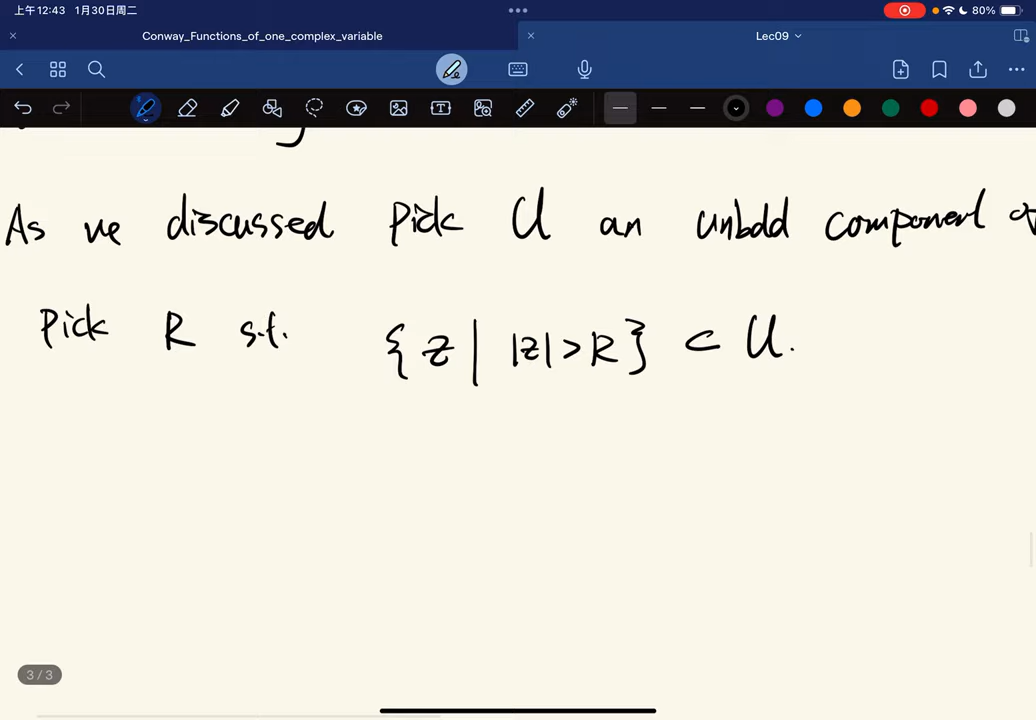 上午12:43 1月30日周二
80%
Conway_Functions_of_one_complex_variable
Lec09
As we discussed Pick U an unbdd component
Pick R s.t. {z| |z|>R} ⊂ U.
3 / 3